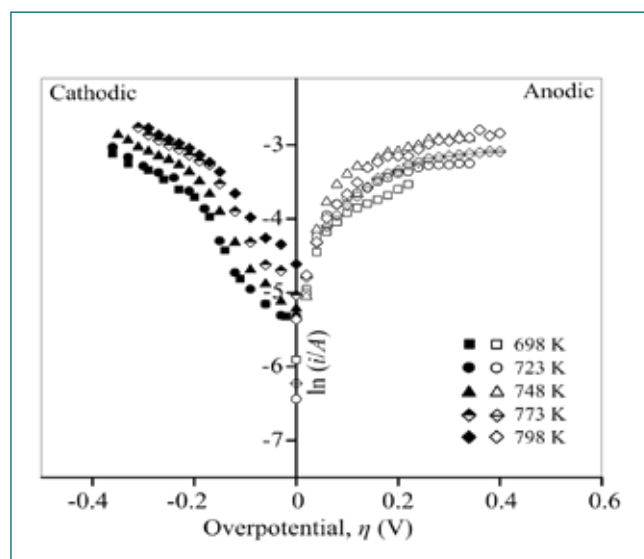 Cathodic Anodic
-3
-4
-5
-6
-7
ln (i/A)
698 K
723 K
748 K
773 K
798 K
-0.4 -0.2 0 0.2 0.4 0.6
Overpotential, η (V)